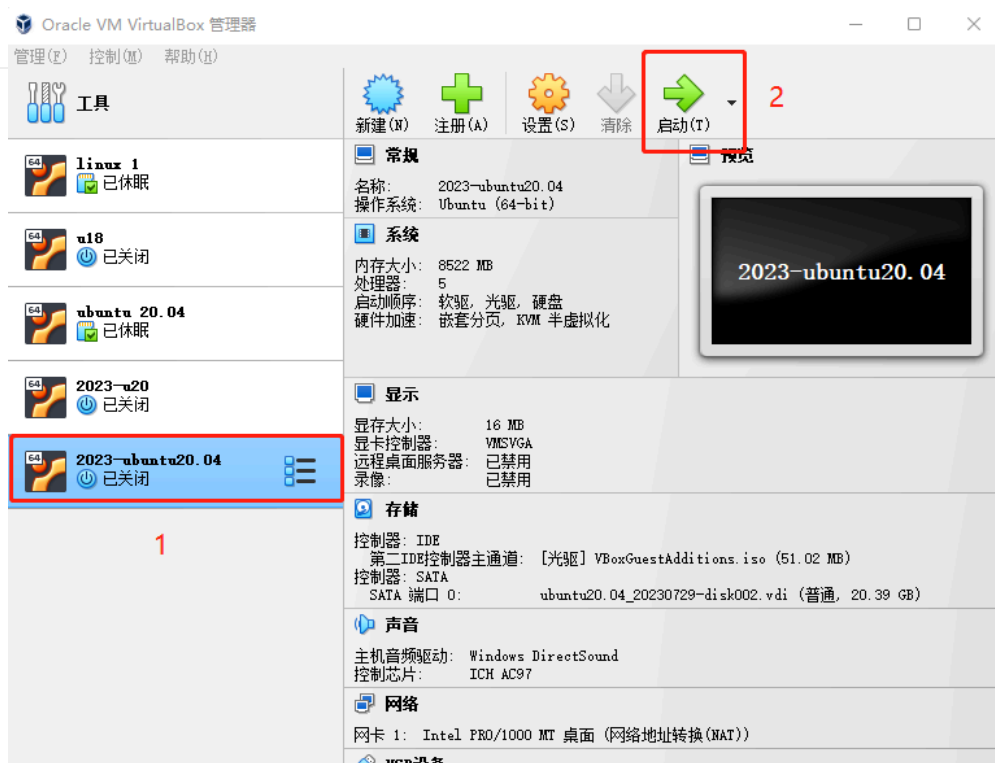 Oracle VM VirtualBox 管理器
管理(F) 控制(M) 帮助(H)
工具
新建(N) 注册(A) 设置(S) 清除 启动(T) 2
64 linux 1
已休眠
64 u18
已关闭
64 ubuntu 20.04
已休眠
64 2023-u20
已关闭
64 2023-ubuntu20.04
已关闭
1
常规
名称: 2023-ubuntu20.04
操作系统: Ubuntu (64-bit)
预览
2023-ubuntu20.04
系统
内存大小: 8522 MB
处理器: 5
启动顺序: 软驱, 光驱, 硬盘
硬件加速: 嵌套分页, KVM 半虚拟化
显示
显存大小: 16 MB
显卡控制器: VMSVGA
远程桌面服务器: 已禁用
录像: 已禁用
存储
控制器: IDE
第二IDE控制器主通道: [光驱] VBoxGuestAdditions.iso (51.02 MB)
控制器: SATA
SATA 端口 0: ubuntu20.04_20230729-disk002.vdi (普通, 20.39 GB)
声音
主机音频驱动: Windows DirectSound
控制芯片: ICH AC97
网络
网卡 1: Intel PRO/1000 MT 桌面 (网络地址转换(NAT))